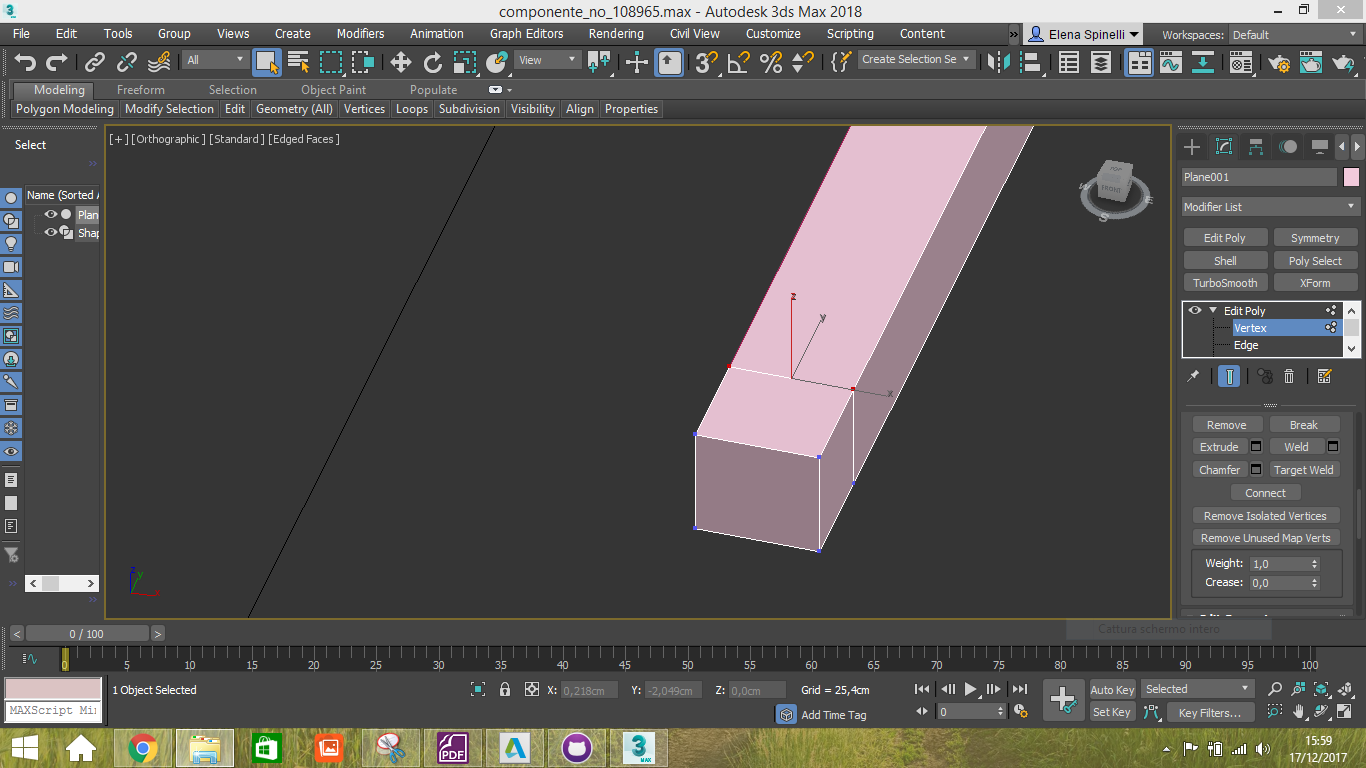 componente_no_108965.max - Autodesk 3ds Max 2018
File Edit Tools Group Views Create Modifiers Animation Graph Editors Rendering Civil View Customize Scripting Content » Elena Spinelli Workspaces: Default
All View Create Selection Se
Modeling Freeform Selection Object Paint Populate
Polygon Modeling Modify Selection Edit Geometry (All) Vertices Loops Subdivision Visibility Align Properties
Select
Name (Sorted A
Plan
Shap
[+] [Orthographic] [Standard] [Edged Faces]
TOP
FRONT
W S E
z
y
x
z
y
Plane001
Modifier List
Edit Poly Symmetry
Shell Poly Select
TurboSmooth XForm
Edit Poly
Vertex
Edge
Remove Break
Extrude Weld
Chamfer Target Weld
Connect
Remove Isolated Vertices
Remove Unused Map Verts
Weight: 1,0
Crease: 0,0
Cattura schermo intero
< 0 / 100 >
0 5 10 15 20 25 30 35 40 45 50 55 60 65 70 75 80 85 90 95 100
1 Object Selected X: 0,218cm Y: -2,049cm Z: 0,0cm Grid = 25,4cm Auto Key Selected
MAXScript Mi
Add Time Tag 0 Set Key Key Filters...
PDF
3
MAX
15:59
17/12/2017